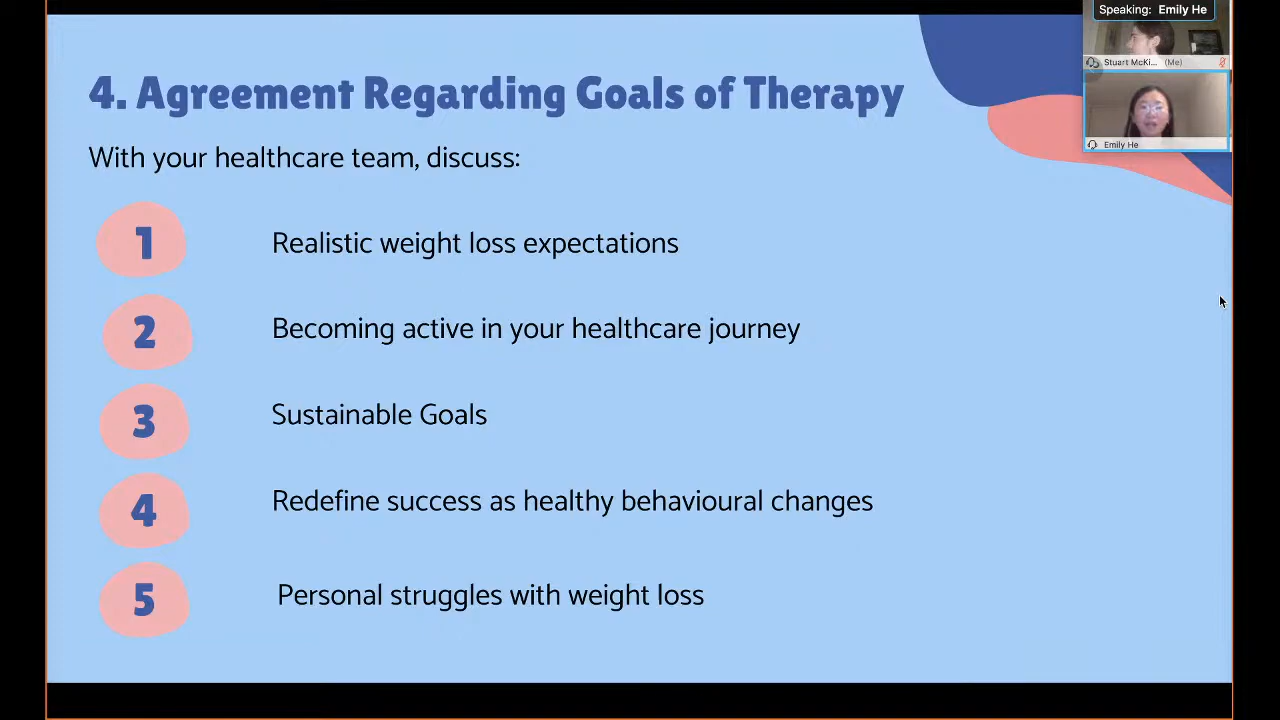 Speaking: Emily He
Stuart McKi... (Me)
Emily He
4. Agreement Regarding Goals of Therapy
With your healthcare team, discuss:
1 Realistic weight loss expectations
2 Becoming active in your healthcare journey
3 Sustainable Goals
4 Redefine success as healthy behavioural changes
5 Personal struggles with weight loss